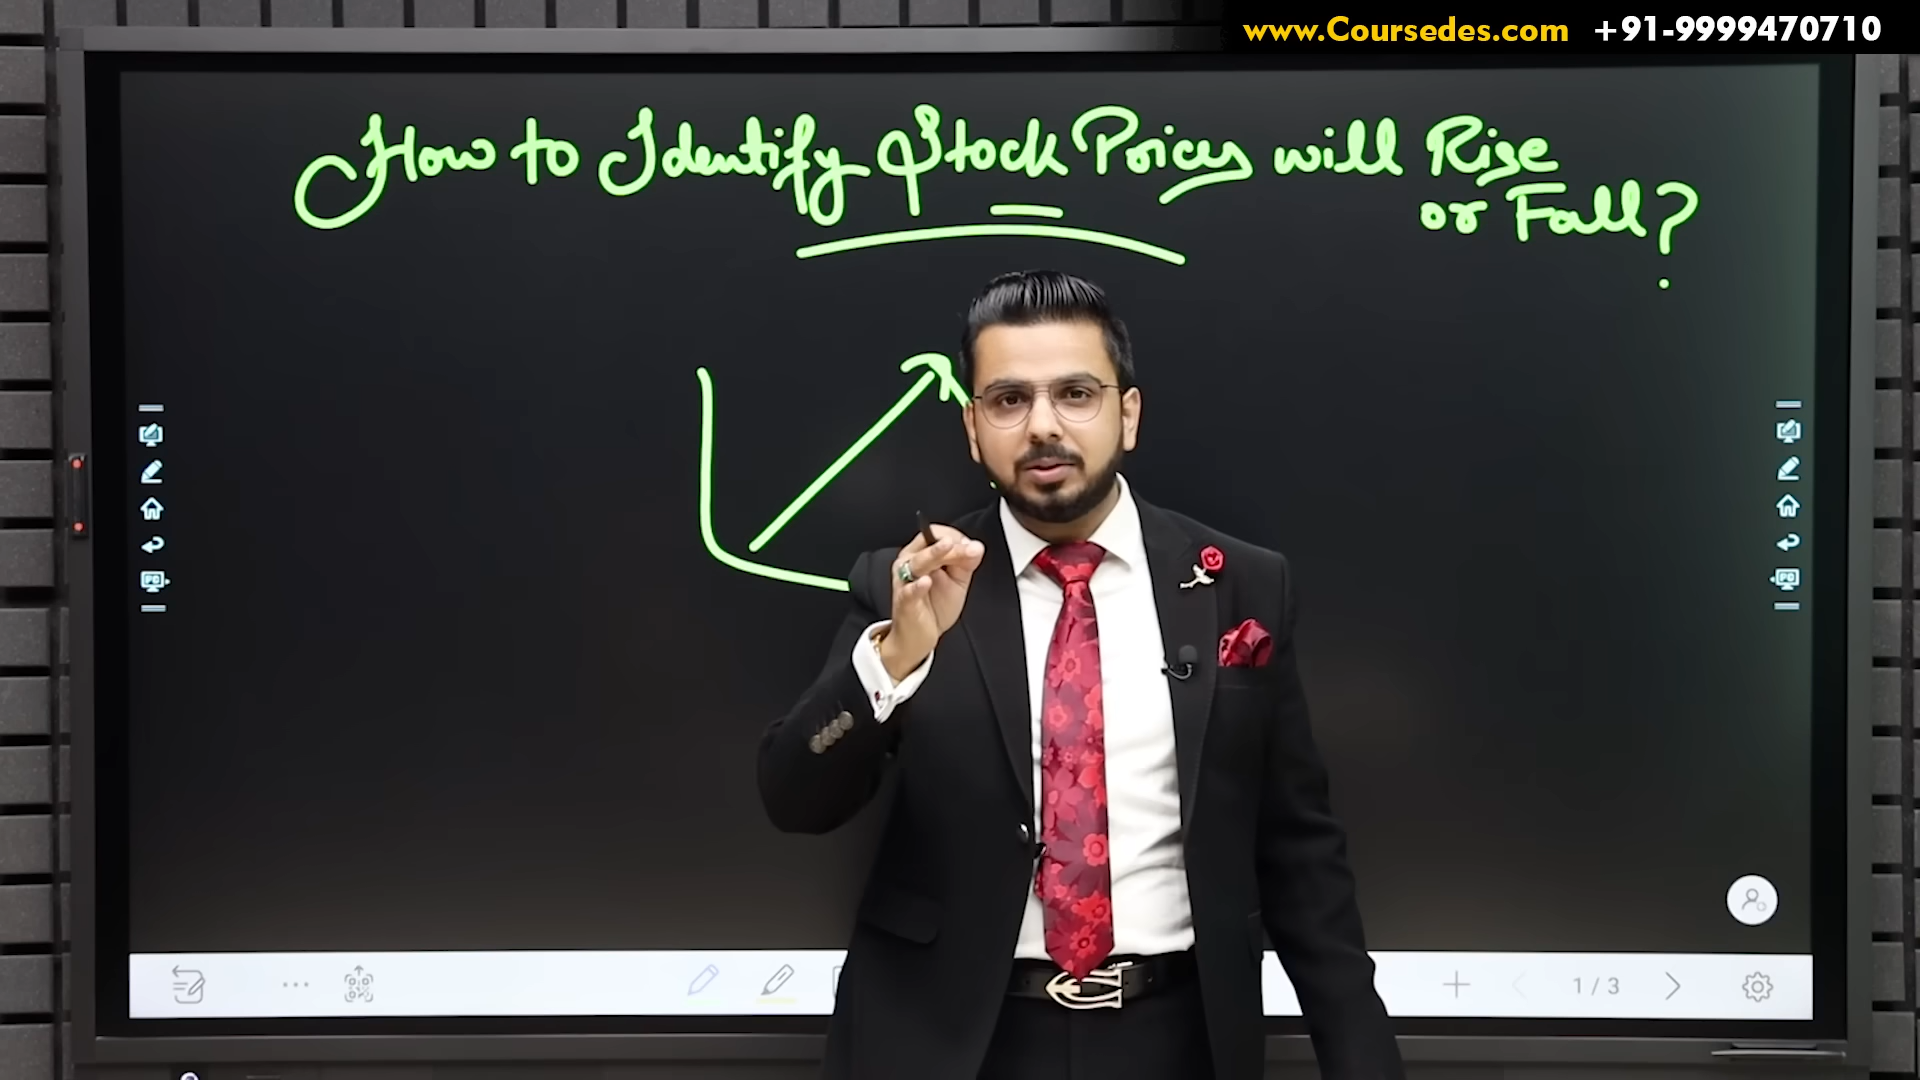 www.Coursedes.com +91-9999470710
How to Identify Stock Prices will Rise
or Fall?
1 / 3